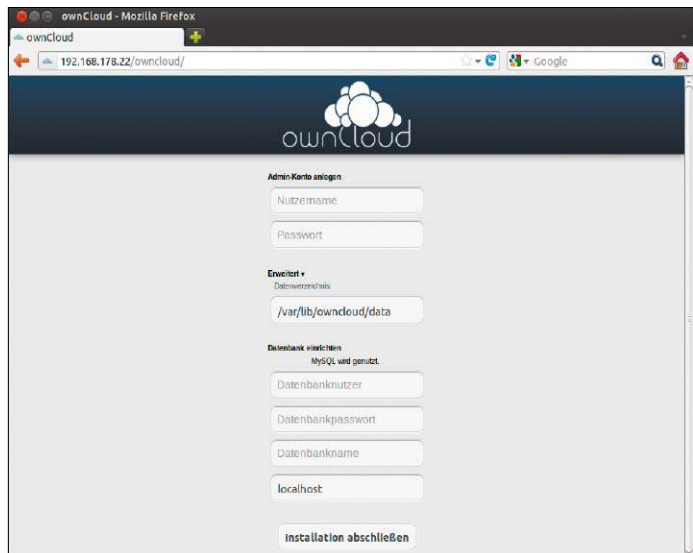 ownCloud - Mozilla Firefox
ownCloud
192.168.178.22/owncloud/
Google
ownCloud
Admin-Konto anlegen
Nutzername
Passwort
Erweitert
Datenverzeichnis
/var/lib/owncloud/data
Datenbank einrichten
MySQL wird genutzt.
Datenbanknutzer
Datenbankpasswort
Datenbankname
localhost
Installation abschließen